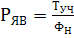 Р_ЯВ = Т_УЧ / Ф_Н